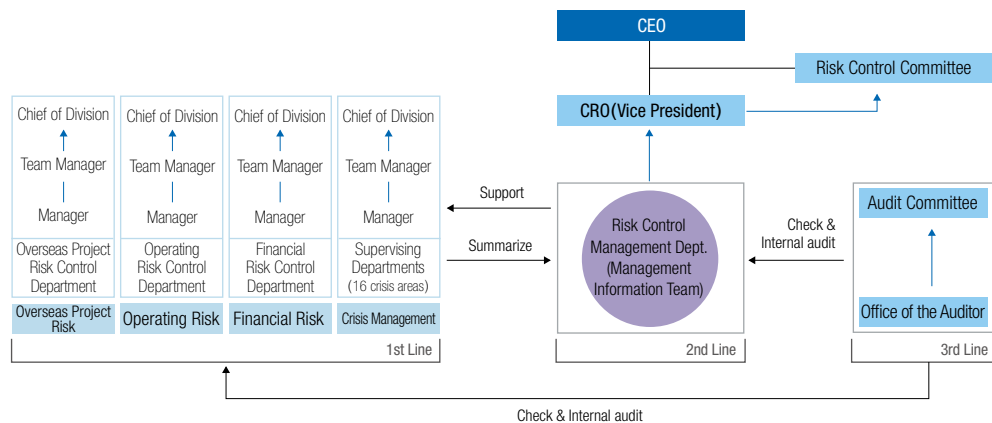 CEO
Risk Control Committee
CRO(Vice President)
Chief of Division
Team Manager
Manager
Overseas Project
Risk Control
Department
Overseas Project
Risk
Chief of Division
Team Manager
Manager
Operating
Risk Control
Department
Operating Risk
Chief of Division
Team Manager
Manager
Financial
Risk Control
Department
Financial Risk
Chief of Division
Team Manager
Manager
Supervising
Departments
(16 crisis areas)
Crisis Management
1st Line
Support
Summarize
Risk Control
Management Dept.
(Management
Information Team)
2nd Line
Check &
Internal audit
Audit Committee
Office of the Auditor
3rd Line
Check & Internal audit